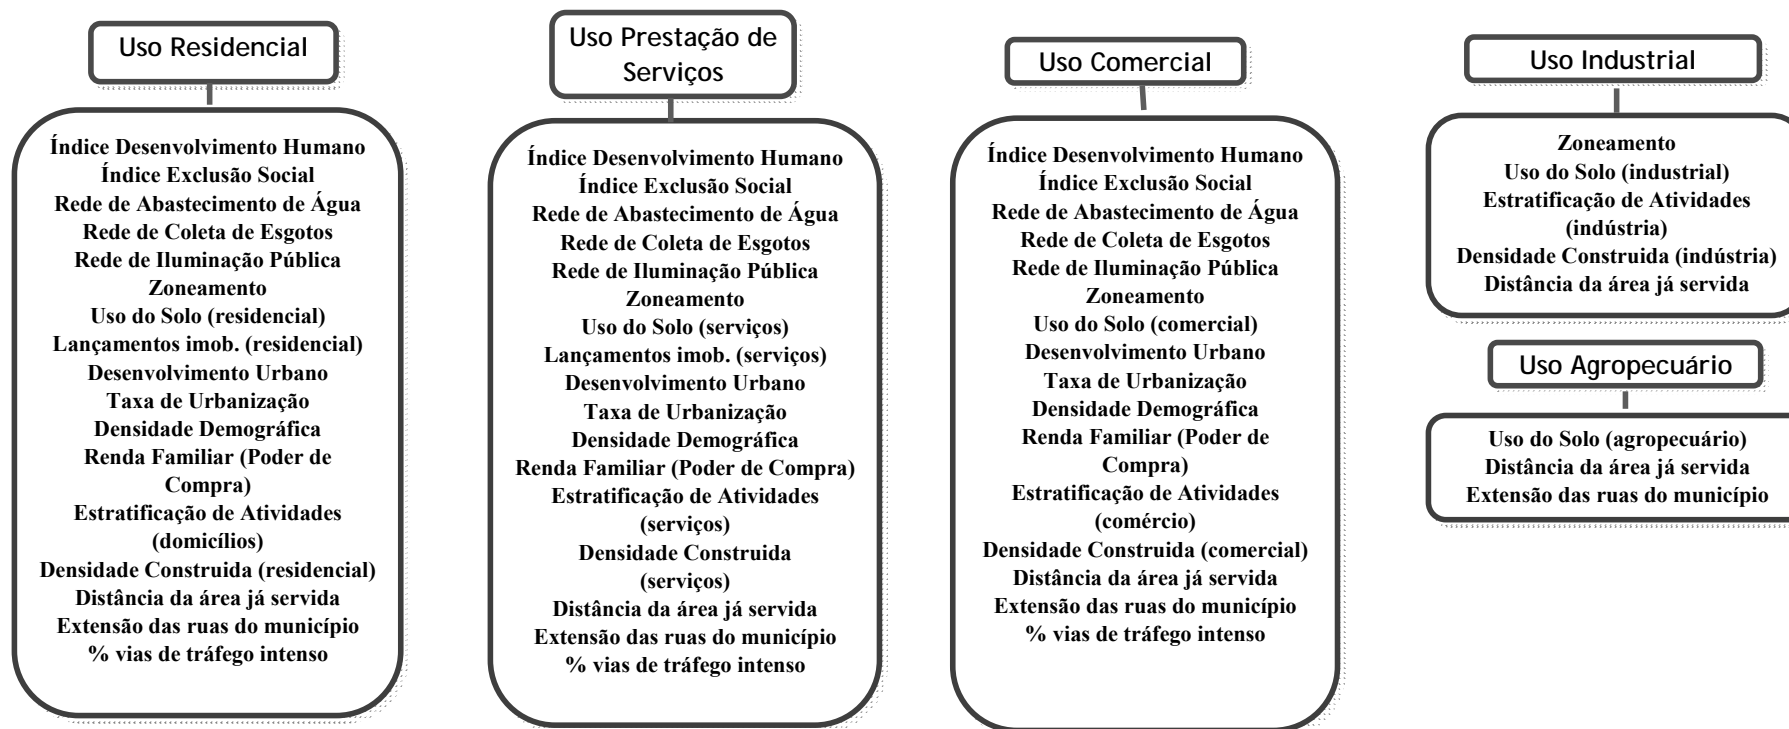 Uso Residencial
Índice Desenvolvimento Humano
Índice Exclusão Social
Rede de Abastecimento de Água
Rede de Coleta de Esgotos
Rede de Iluminação Pública
Zoneamento
Uso do Solo (residencial)
Lançamentos imob. (residencial)
Desenvolvimento Urbano
Taxa de Urbanização
Densidade Demográfica
Renda Familiar (Poder de
Compra)
Estratificação de Atividades
(domicílios)
Densidade Construida (residencial)
Distância da área já servida
Extensão das ruas do município
% vias de tráfego intenso
Uso Prestação de
Serviços
Índice Desenvolvimento Humano
Índice Exclusão Social
Rede de Abastecimento de Água
Rede de Coleta de Esgotos
Rede de Iluminação Pública
Zoneamento
Uso do Solo (serviços)
Lançamentos imob. (serviços)
Desenvolvimento Urbano
Taxa de Urbanização
Densidade Demográfica
Renda Familiar (Poder de Compra)
Estratificação de Atividades
(serviços)
Densidade Construida
(serviços)
Distância da área já servida
Extensão das ruas do município
% vias de tráfego intenso
Uso Comercial
Índice Desenvolvimento Humano
Índice Exclusão Social
Rede de Abastecimento de Água
Rede de Coleta de Esgotos
Rede de Iluminação Pública
Zoneamento
Uso do Solo (comercial)
Desenvolvimento Urbano
Taxa de Urbanização
Densidade Demográfica
Renda Familiar (Poder de
Compra)
Estratificação de Atividades
(comércio)
Densidade Construida (comercial)
Distância da área já servida
Extensão das ruas do município
% vias de tráfego intenso
Uso Industrial
Zoneamento
Uso do Solo (industrial)
Estratificação de Atividades
(indústria)
Densidade Construida (indústria)
Distância da área já servida
Uso Agropecuário
Uso do Solo (agropecuário)
Distância da área já servida
Extensão das ruas do município